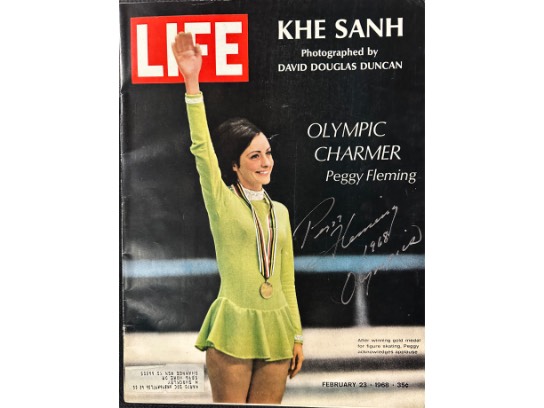 LIFE
KHE SANH
Photographed by
DAVID DOUGLAS DUNCAN
OLYMPIC
CHARMER
Peggy Fleming
Peggy
Fleming
1968
Olympics
After winning gold medal
for figure skating, Peggy
acknowledges applause
FEBRUARY 23 · 1968 · 35¢